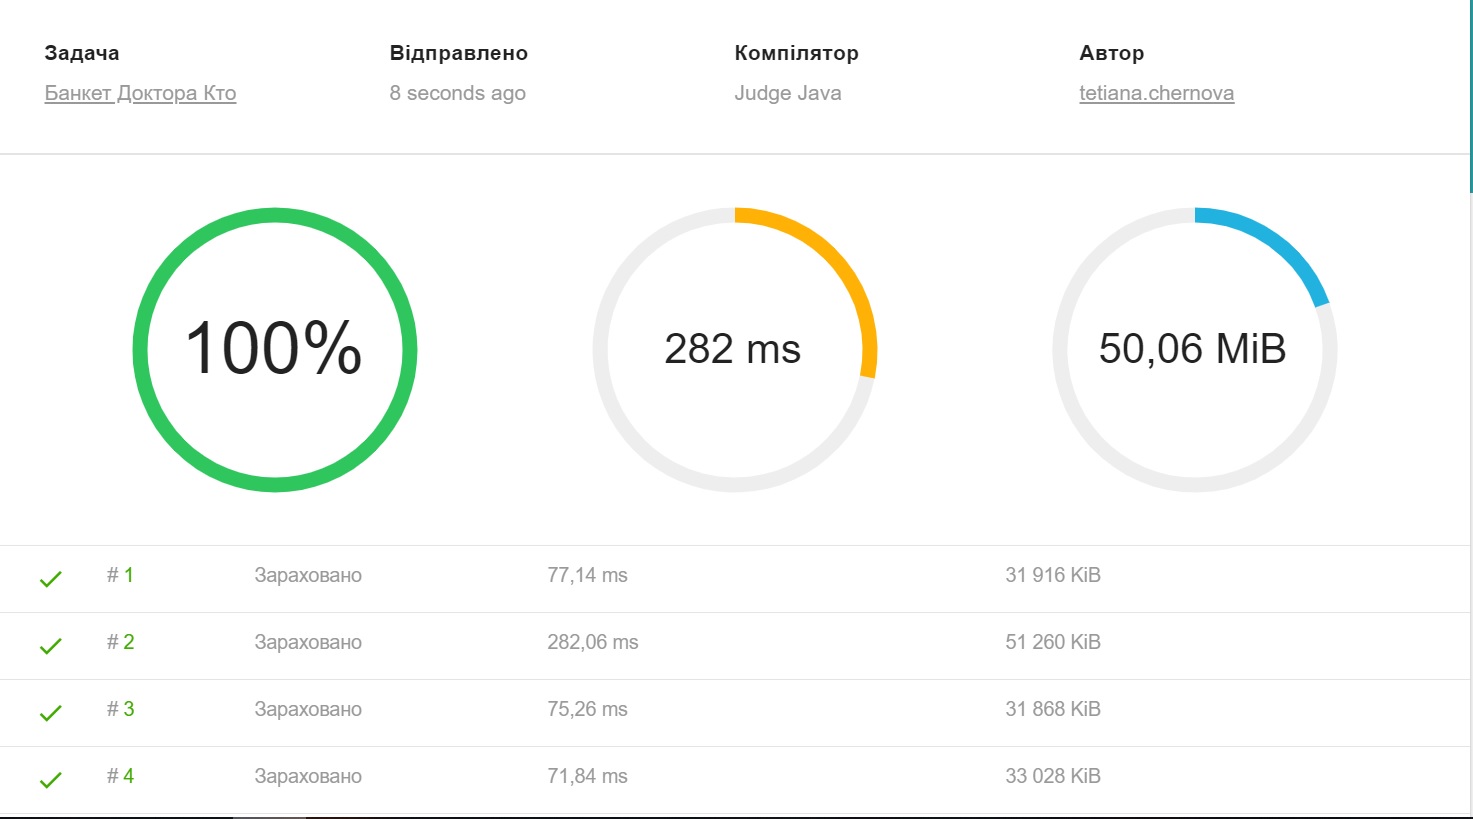 Задача Відправлено Компілятор Автор
Банкет Доктора Кто 8 seconds ago Judge Java tetiana.chernova
100% 282 ms 50,06 MiB
# 1 Зараховано 77,14 ms 31 916 KiB
# 2 Зараховано 282,06 ms 51 260 KiB
# 3 Зараховано 75,26 ms 31 868 KiB
# 4 Зараховано 71,84 ms 33 028 KiB